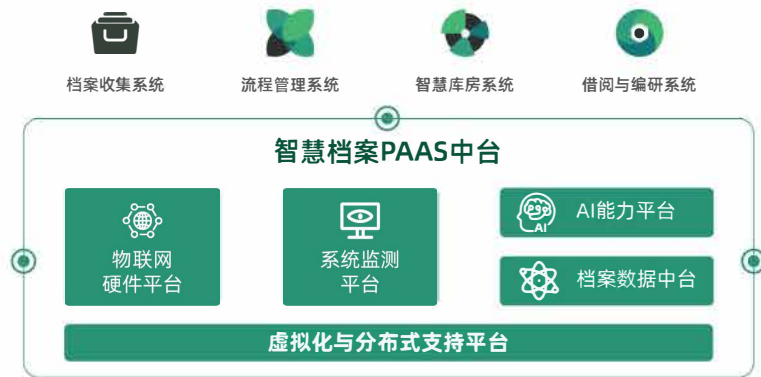 档案收集系统
流程管理系统
智慧库房系统
借阅与编研系统
智慧档案PAAS中台
物联网
硬件平台
系统监测
平台
AI
AI能力平台
档案数据中台
虚拟化与分布式支持平台